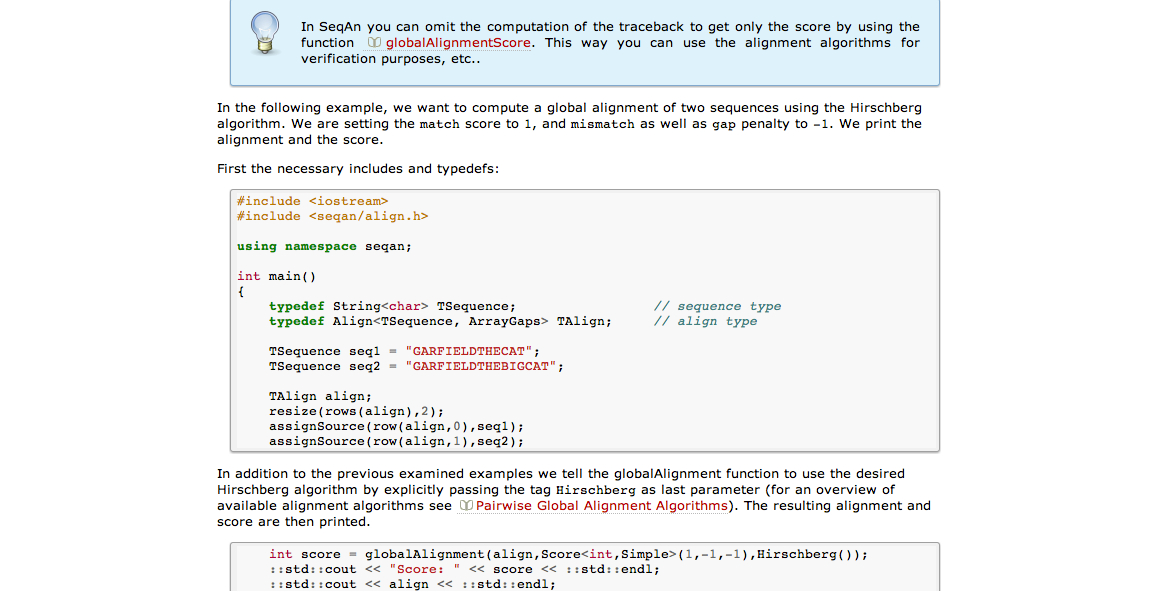 In SeqAn you can omit the computation of the traceback to get only the score by using the
function globalAlignmentScore. This way you can use the alignment algorithms for
verification purposes, etc..
In the following example, we want to compute a global alignment of two sequences using the Hirschberg
algorithm. We are setting the match score to 1, and mismatch as well as gap penalty to -1. We print the
alignment and the score.
First the necessary includes and typedefs:
#include <iostream>
#include <seqan/align.h>
using namespace seqan;
int main()
{
    typedef String<char> TSequence;                 // sequence type
    typedef Align<TSequence, ArrayGaps> TAlign;     // align type
    TSequence seq1 = "GARFIELDTHECAT";
    TSequence seq2 = "GARFIELDTHEBIGCAT";
    TAlign align;
    resize(rows(align),2);
    assignSource(row(align,0),seq1);
    assignSource(row(align,1),seq2);
In addition to the previous examined examples we tell the globalAlignment function to use the desired
Hirschberg algorithm by explicitly passing the tag Hirschberg as last parameter (for an overview of
available alignment algorithms see Pairwise Global Alignment Algorithms). The resulting alignment and
score are then printed.
    int score = globalAlignment(align,Score<int,Simple>(1,-1,-1),Hirschberg());
    ::std::cout << "Score: " << score << ::std::endl;
    ::std::cout << align << ::std::endl;